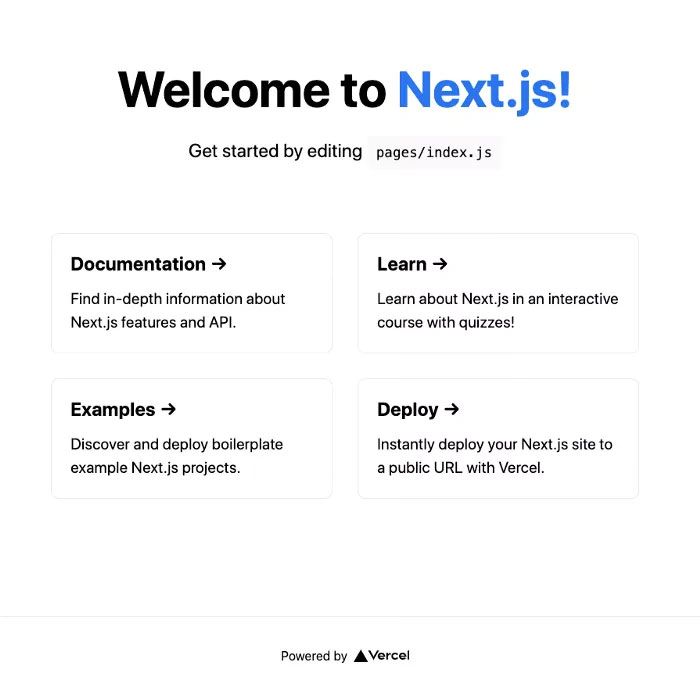 Welcome to Next.js!
Get started by editing pages/index.js
Documentation →
Find in-depth information about
Next.js features and API.
Learn →
Learn about Next.js in an interactive
course with quizzes!
Examples →
Discover and deploy boilerplate
example Next.js projects.
Deploy →
Instantly deploy your Next.js site to
a public URL with Vercel.
Powered by Vercel